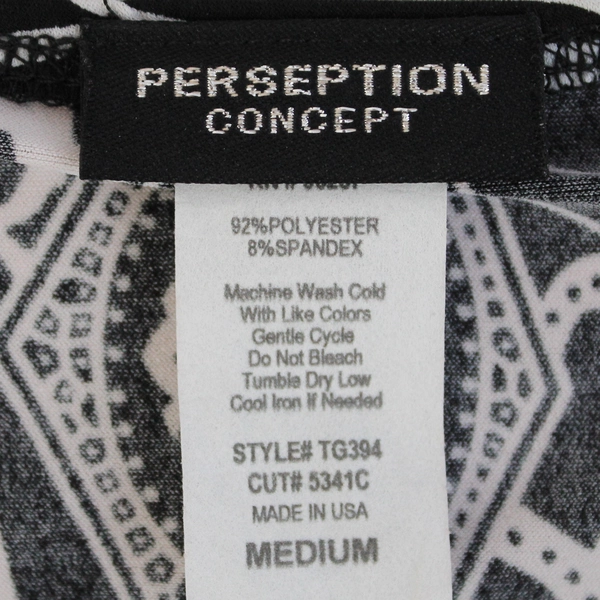 PERSEPTION
CONCEPT
92%POLYESTER
8%SPANDEX
Machine Wash Cold
With Like Colors
Gentle Cycle
Do Not Bleach
Tumble Dry Low
Cool Iron If Needed
STYLE# TG394
CUT# 5341C
MADE IN USA
MEDIUM